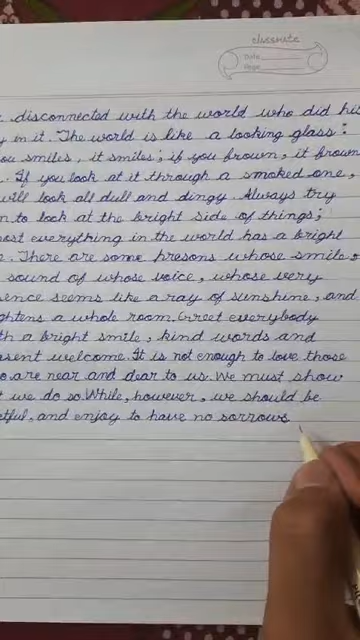 classmate
Date
Page
disconnected with the world who did his
in it. The world is like a looking glass:
smiles, it smiles; if you brown, it brown
If you look at it through a smoked one,
will look all dull and dingy. Always try
to look at the bright side of things;
everything in the world has a bright
There are some presons whose smile
sound of whose voice, whose very
seems like a ray of sunshine, and
a whole room. Greet everybody
a bright smile, kind words and
welcome. It is not enough to love those
are near and dear to us. We must show
we do so. While, however, we should be
and enjoy to have no sorrows